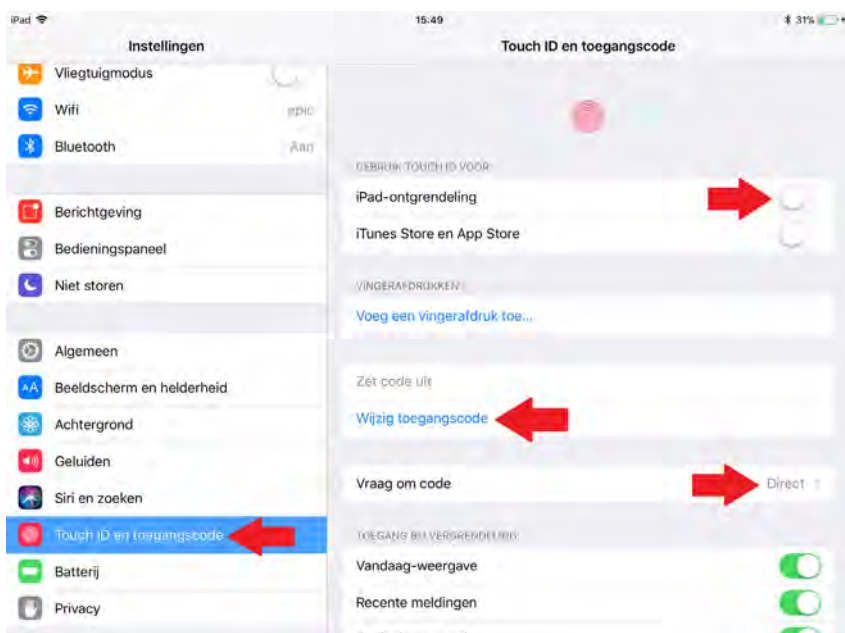 iPad 15:49 31%
Instellingen
Touch ID en toegangscode
Vliegtuigmodus
Wifi epic
Bluetooth Aan
Berichtgeving
Bedieningspaneel
Niet storen
Algemeen
Beeldscherm en helderheid
Achtergrond
Geluiden
Siri en zoeken
Touch ID en toegangscode
Batterij
Privacy
GEBRUIK TOUCH ID VOOR:
iPad-ontgrendeling
iTunes Store en App Store
VINGERAFDRUKKEN
Voeg een vingerafdruk toe...
Zet code uit
Wijzig toegangscode
Vraag om code Direct
TOEGANG BIJ VERGRENDELING:
Vandaag-weergave
Recente meldingen